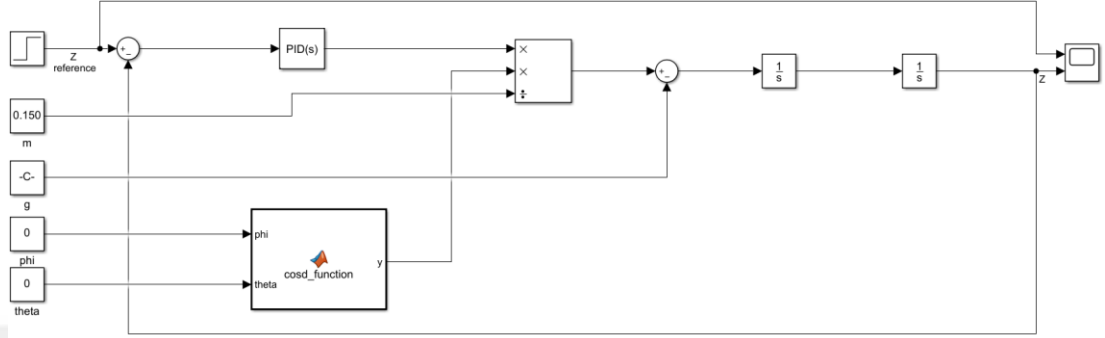 Z
reference
+
−
PID(s)
×
×
÷
+
−
1
s
1
s
Z
0.150
m
-C-
g
0
phi
0
theta
phi
theta
cosd_function
y